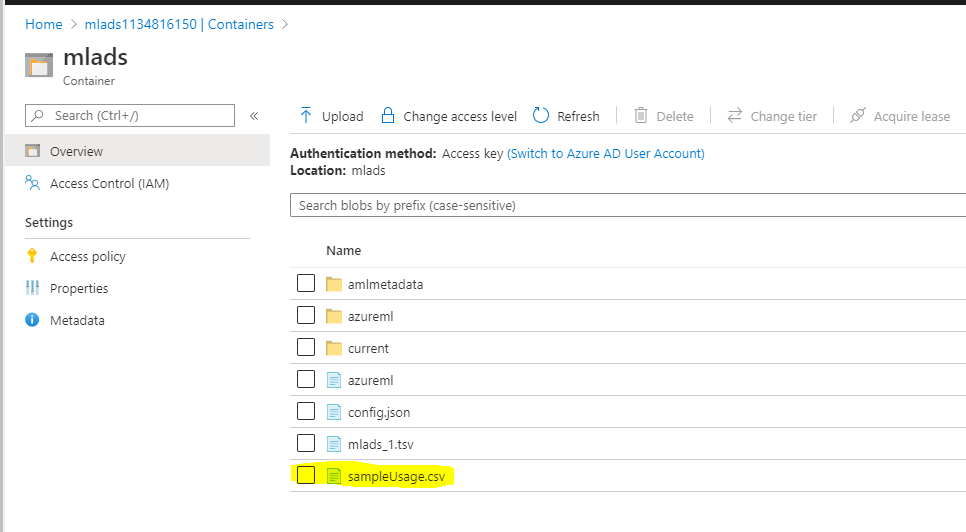 Home > mlads1134816150 | Containers >
mlads
Container
Search (Ctrl+/)
«
Overview
Access Control (IAM)
Settings
Access policy
Properties
Metadata
Upload Change access level Refresh Delete Change tier Acquire lease
Authentication method: Access key (Switch to Azure AD User Account)
Location: mlads
Search blobs by prefix (case-sensitive)
Name
amlmetadata
azureml
current
azureml
config.json
mlads_1.tsv
sampleUsage.csv